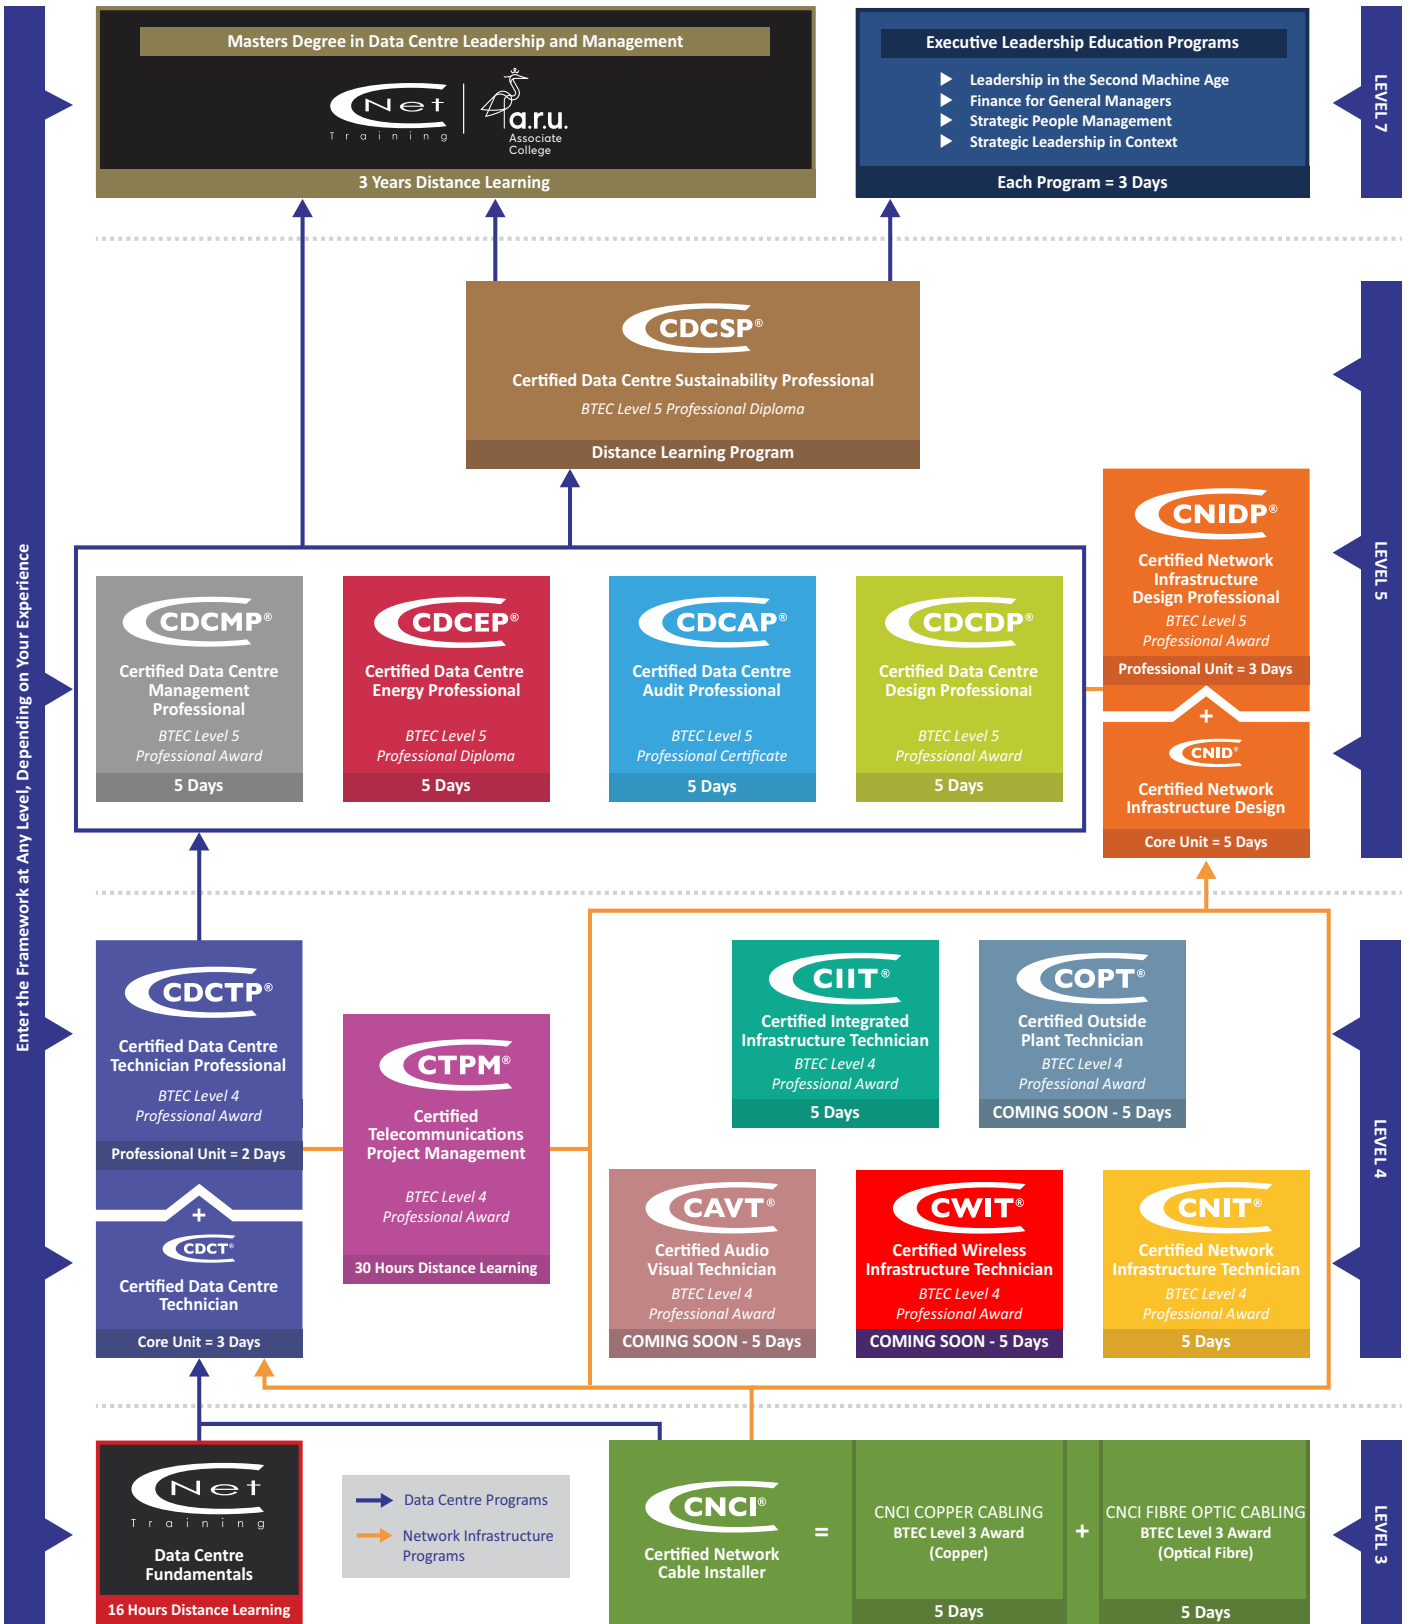 Enter the Framework at Any Level, Depending on Your Experience
Masters Degree in Data Centre Leadership and Management
CNet
Training
a.r.u.
Associate
College
3 Years Distance Learning
Executive Leadership Education Programs
Leadership in the Second Machine Age
Finance for General Managers
Strategic People Management
Strategic Leadership in Context
Each Program = 3 Days
LEVEL 7
CDCSP®
Certified Data Centre Sustainability Professional
BTEC Level 5 Professional Diploma
Distance Learning Program
LEVEL 5
CDCMP®
Certified Data Centre
Management
Professional
BTEC Level 5
Professional Award
5 Days
CDCEP®
Certified Data Centre
Energy Professional
BTEC Level 5
Professional Diploma
5 Days
CDCAP®
Certified Data Centre
Audit Professional
BTEC Level 5
Professional Certificate
5 Days
CDCDP®
Certified Data Centre
Design Professional
BTEC Level 5
Professional Award
5 Days
CNIDP®
Certified Network
Infrastructure
Design Professional
BTEC Level 5
Professional Award
Professional Unit = 3 Days
+
CNID®
Certified Network
Infrastructure Design
Core Unit = 5 Days
CDCTP®
Certified Data Centre
Technician Professional
BTEC Level 4
Professional Award
Professional Unit = 2 Days
+
CDCT®
Certified Data Centre
Technician
Core Unit = 3 Days
CTPM®
Certified
Telecommunications
Project Management
BTEC Level 4
Professional Award
30 Hours Distance Learning
CIIT®
Certified Integrated
Infrastructure Technician
BTEC Level 4
Professional Award
5 Days
COPT®
Certified Outside
Plant Technician
BTEC Level 4
Professional Award
COMING SOON - 5 Days
CAVT®
Certified Audio
Visual Technician
BTEC Level 4
Professional Award
COMING SOON - 5 Days
CWIT®
Certified Wireless
Infrastructure Technician
BTEC Level 4
Professional Award
COMING SOON - 5 Days
CNIT®
Certified Network
Infrastructure Technician
BTEC Level 4
Professional Award
5 Days
LEVEL 4
CNet
Training
Data Centre
Fundamentals
16 Hours Distance Learning
Data Centre Programs
Network Infrastructure
Programs
CNCI®
Certified Network
Cable Installer
=
CNCI COPPER CABLING
BTEC Level 3 Award
(Copper)
5 Days
+
CNCI FIBRE OPTIC CABLING
BTEC Level 3 Award
(Optical Fibre)
5 Days
LEVEL 3